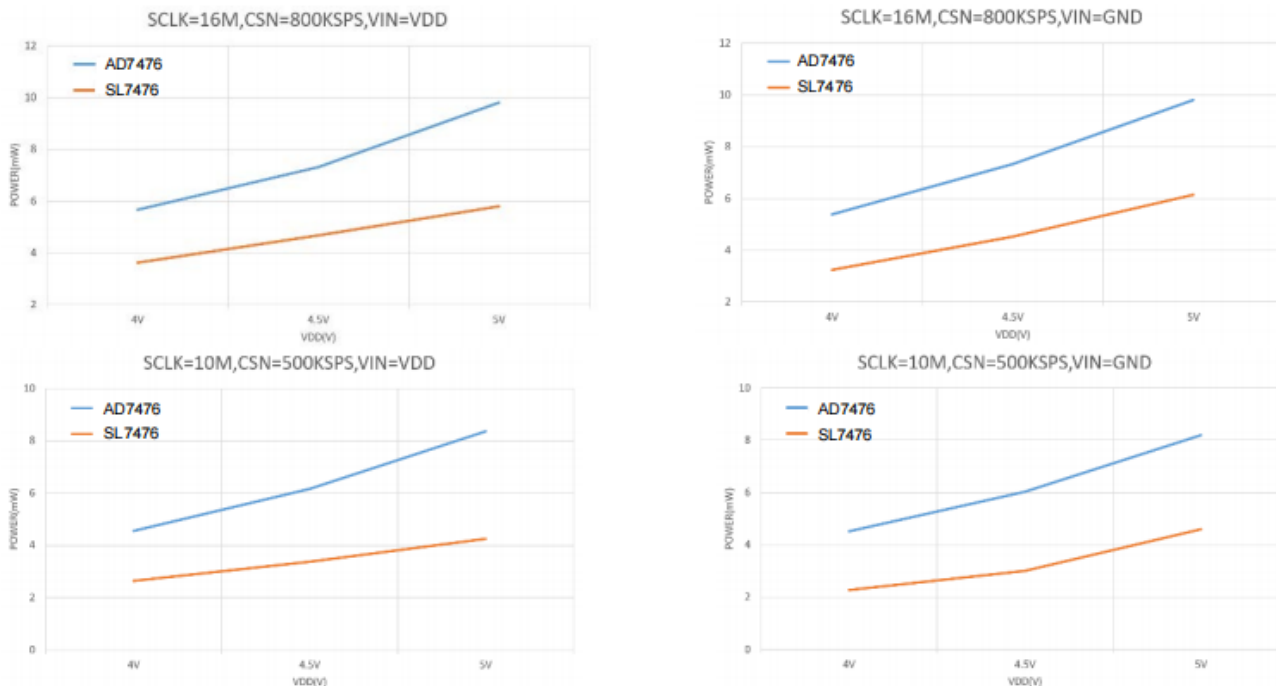 SCLK=16M,CSN=800KSPS,VIN=VDD
12
10
8
6
4
2
POWER(mW)
AD7476
SL7476
4V
4.5V
5V
VDD(V)
SCLK=16M,CSN=800KSPS,VIN=GND
12
10
8
6
4
2
POWER(mW)
AD7476
SL7476
4V
4.5V
5V
VDD(V)
SCLK=10M,CSN=500KSPS,VIN=VDD
10
8
6
4
2
0
POWER(mW)
AD7476
SL7476
4V
4.5V
5V
VDD(V)
SCLK=10M,CSN=500KSPS,VIN=GND
10
8
6
4
2
0
POWER(mW)
AD7476
SL7476
4V
4.5V
5V
VDD(V)